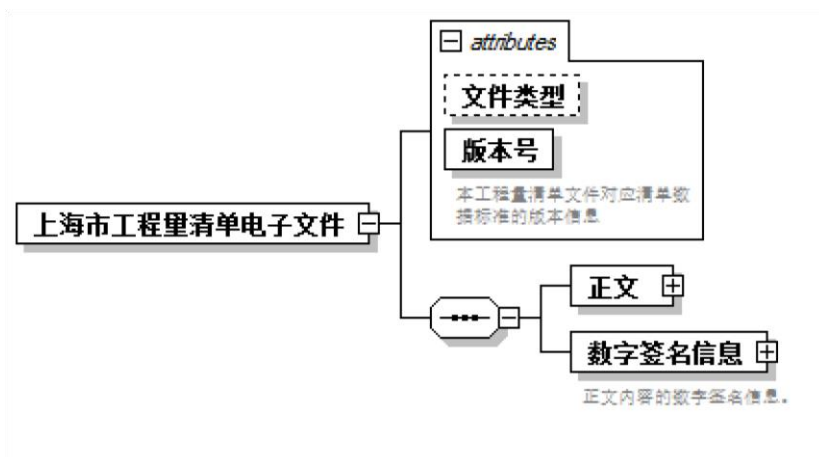 attributes
文件类型
版本号
本工程量清单文件对应清单数
据标准的版本信息
上海市工程量清单电子文件
正文
数字签名信息
正文内容的数字签名信息。